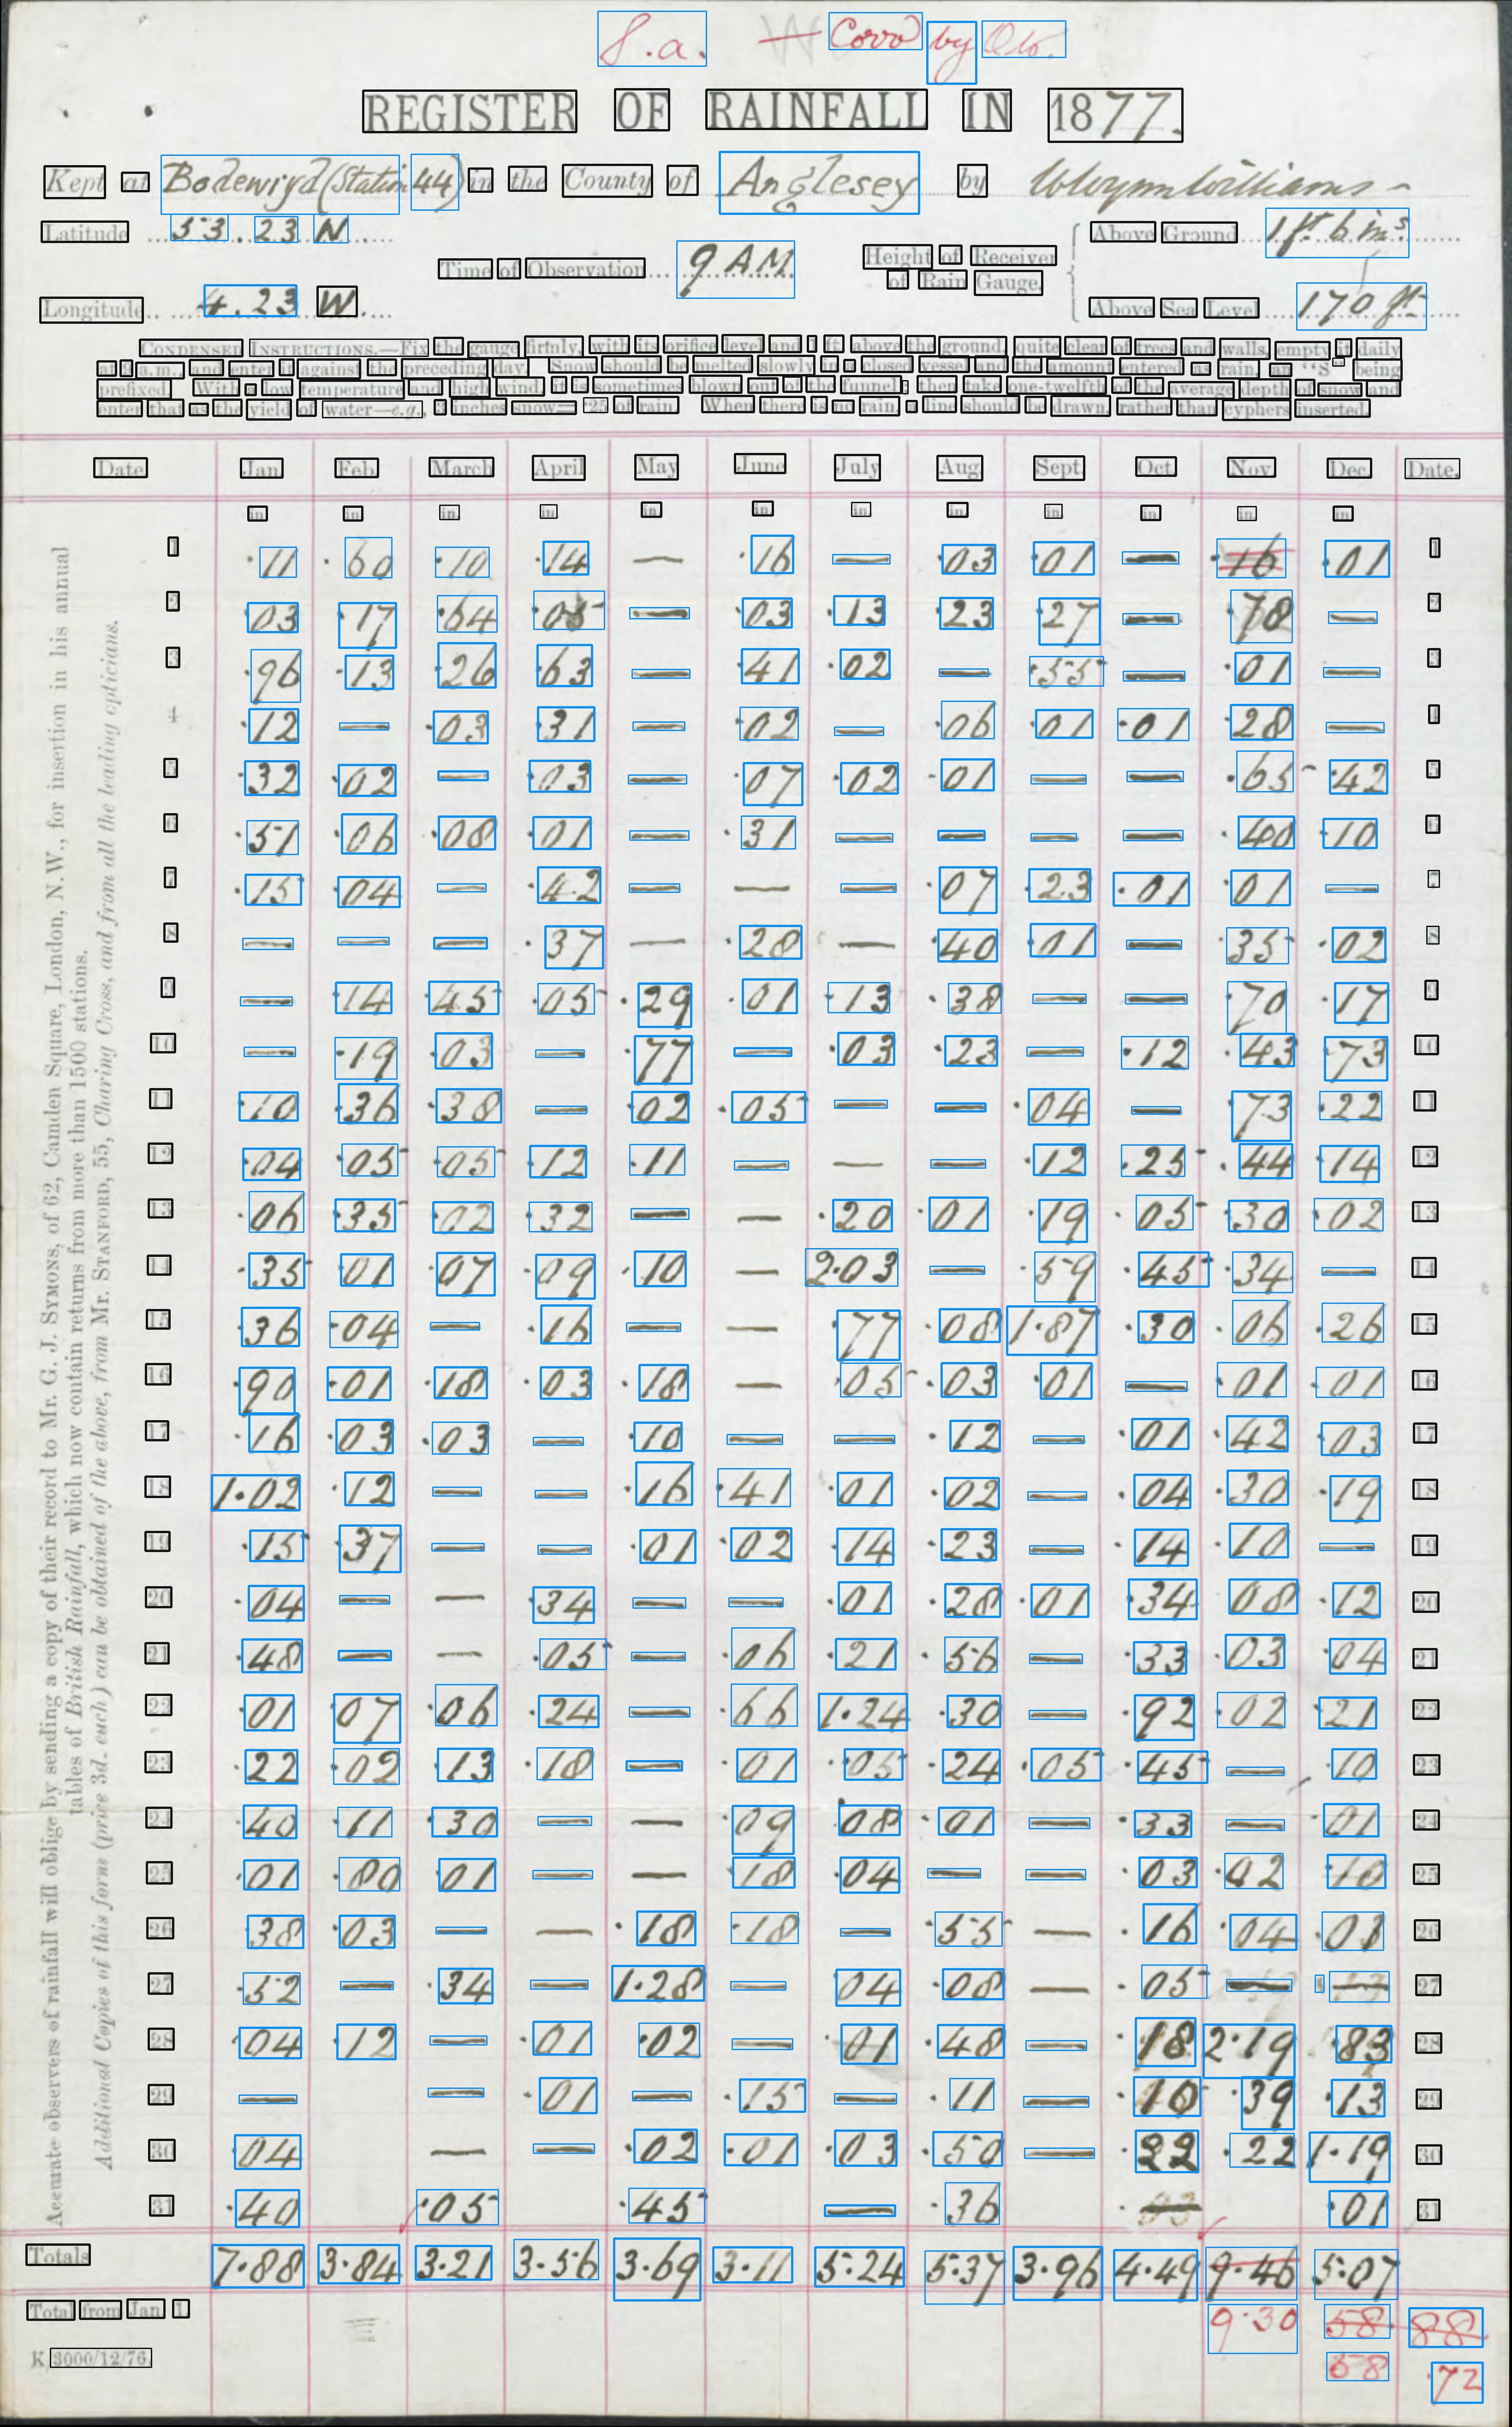 S.a. — Covd by Obs.
REGISTER OF RAINFALL IN 1877.
Kept at Bodewryd (Station 44) in the County of Anglesey by W Wynn Williams –
Latitude 53.23 N
Time of Observation 9 AM
Height of Receiver of Rain Gauge.
Above Ground 1 ft 6 ins
Longitude 4.23 W
Above Sea Level 170 ft
CONDENSED INSTRUCTIONS.—Fix the gauge firmly, with its orifice level and 1 ft. above the ground, quite clear of trees and walls, empty it daily
at 9 a.m., and enter it against the preceding day. Snow should be melted slowly in a closed vessel and the amount entered as rain, an "S" being
prefixed. With a low temperature and high wind it is sometimes blown out of the funnel; then take one-twelfth of the average depth of snow and
enter that as the yield of water—e.g., 3 inches snow=·25 of rain. When there is no rain, a line should be drawn rather than cyphers inserted.
Date Jan. Feb. March April May June July Aug. Sept. Oct. Nov. Dec. Date.
in. in. in. in. in. in. in. in. in. in. in. in.
1 ·11 ·60 ·10 ·14 — ·16 — ·03 ·01 — ·16 ·01 1
2 ·03 ·17 ·64 ·05 — ·03 ·13 ·23 ·27 — ·78 — 2
3 ·96 ·13 ·26 ·63 — ·41 ·02 — ·55 — ·01 — 3
4 ·12 — ·03 ·31 — ·02 — ·06 ·01 ·01 ·28 — 4
5 ·32 ·02 — ·03 — ·07 ·02 ·01 — — ·65 ·42 5
6 ·51 ·06 ·08 ·01 — ·31 — — — — ·40 ·10 6
7 ·15 ·04 — ·42 — — — ·07 ·23 ·01 ·01 — 7
8 — — — ·37 — ·28 — ·40 ·01 — ·35 ·02 8
9 — ·14 ·45 ·05 ·29 ·01 ·13 ·38 — — ·70 ·17 9
10 — ·19 ·03 — ·77 — ·03 ·23 — ·12 ·43 ·73 10
11 ·10 ·36 ·38 — ·02 ·05 — — ·04 — ·73 ·22 11
12 ·04 ·05 ·05 ·12 ·11 — — — ·12 ·25 ·44 ·14 12
13 ·06 ·35 ·02 ·32 — — ·20 ·01 ·19 ·05 ·30 ·02 13
14 ·35 ·01 ·07 ·09 ·10 — 2·03 — ·59 ·45 ·34 — 14
15 ·36 ·04 — ·16 — — ·77 ·08 1·87 ·30 ·06 ·26 15
16 ·90 ·01 ·18 ·03 ·18 — ·05 ·03 ·01 — ·01 ·01 16
17 ·16 ·03 ·03 — ·10 — — ·12 — ·01 ·42 ·03 17
18 1·02 ·12 — — ·16 ·41 ·01 ·02 — ·04 ·30 ·19 18
19 ·15 ·37 — — ·01 ·02 ·14 ·23 — ·14 ·10 — 19
20 ·04 — — ·34 — — ·01 ·28 ·01 ·34 ·08 ·12 20
21 ·48 — — ·05 — ·06 ·21 ·56 — ·33 ·03 ·04 21
22 ·01 ·07 ·06 ·24 — ·66 1·24 ·30 — ·92 ·02 ·21 22
23 ·22 ·02 ·13 ·18 — ·01 ·05 ·24 ·05 ·45 — ·10 23
24 ·40 ·11 ·30 — — ·09 ·08 ·01 — ·33 — ·01 24
25 ·01 ·80 ·01 — — ·18 ·04 — — ·03 ·02 ·10 25
26 ·38 ·03 — — ·18 ·18 — ·55 — ·16 ·04 ·01 26
27 ·52 — ·34 — 1·28 — ·04 ·08 — ·05 — — 27
28 ·04 ·12 — ·01 ·02 — ·01 ·48 — ·18 2·19 ·83 28
29 — — ·01 — ·15 — ·11 — ·10 ·39 ·13 29
30 ·04 — — ·02 ·01 ·03 ·50 — ·22 ·22 1·19 30
31 ·40 ·05 ·45 — ·36 ·01 31
Totals 7·88 3·84 3·21 3·56 3·69 3·11 5·24 5·37 3·96 4·49 9·46 5·07
Total from Jan. 1 9·30 58 88
58 72
K 3000/12/76.
Accurate observers of rainfall will oblige by sending a copy of their record to Mr. G. J. SYMONS, of 62, Camden Square, London, N.W., for insertion in his annual
tables of British Rainfall, which now contain returns from more than 1500 stations.
Additional Copies of this form (price 3d. each) can be obtained of the above, from Mr. STANFORD, 55, Charing Cross, and from all the leading opticians.